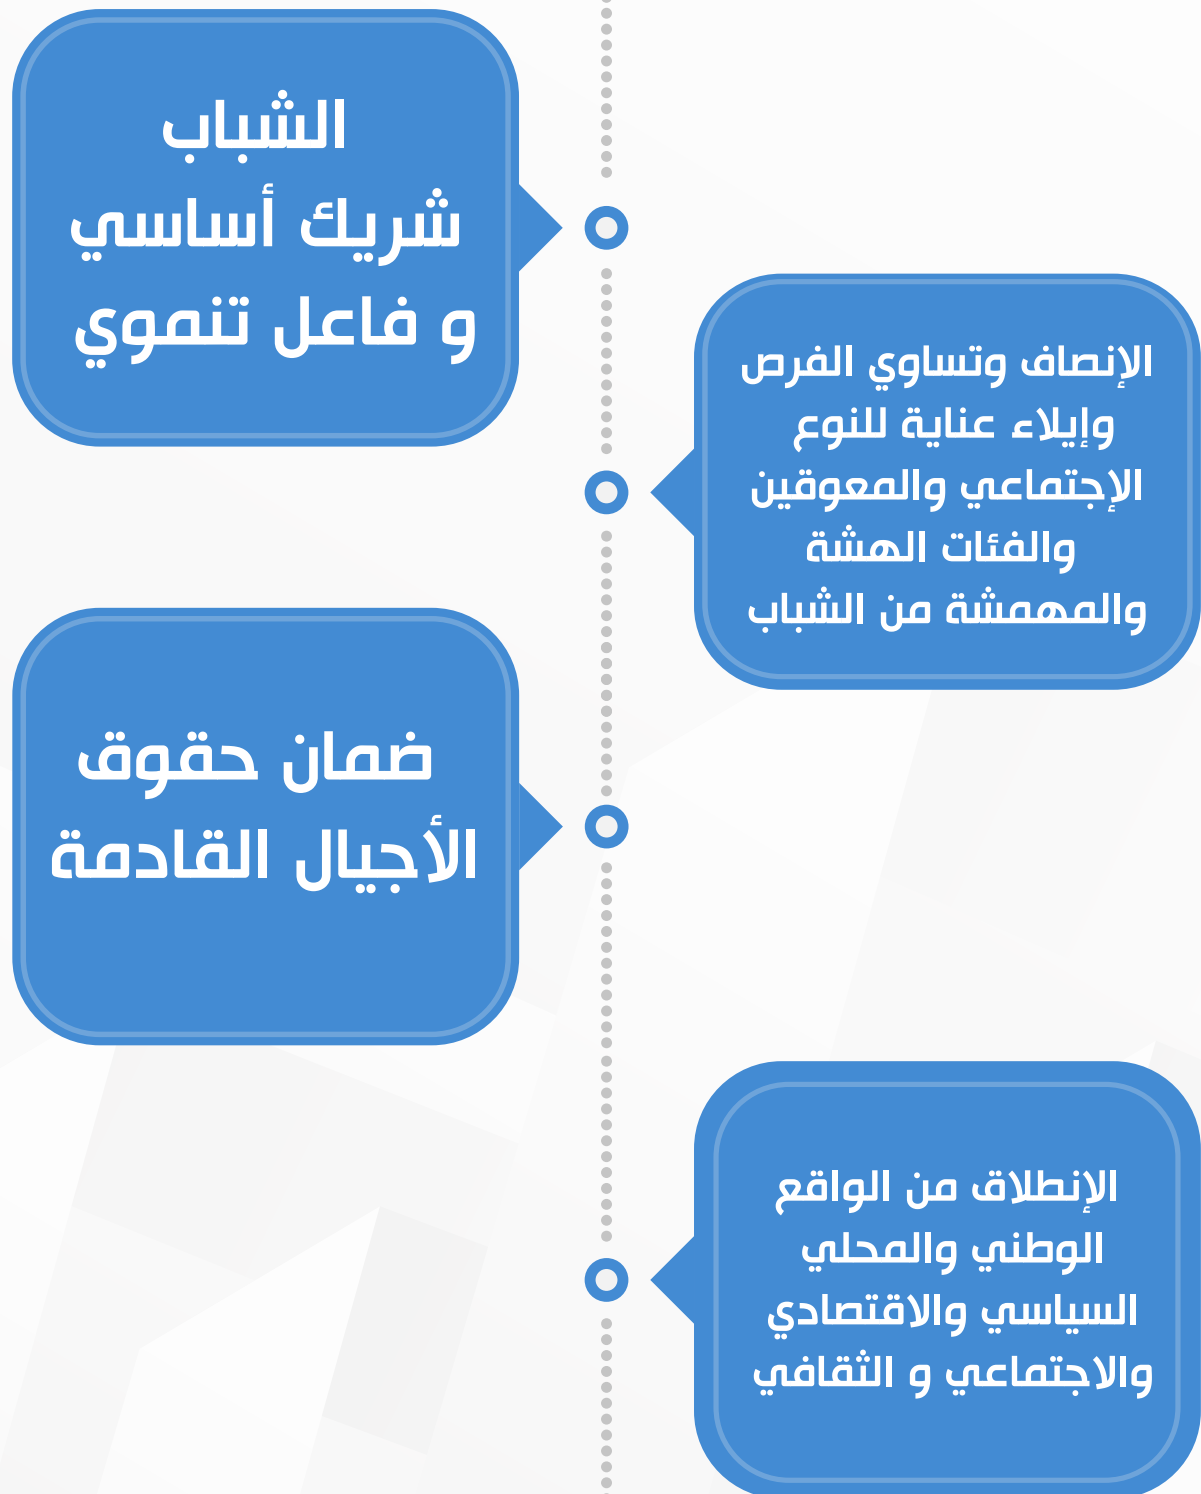 الشباب
شريك أساسي
و فاعل تنموي
الإنصاف وتساوي الفرص
وإيلاء عناية للنوع
الإجتماعي والمعوقين
والفئات الهشة
والمهمشة من الشباب
ضمان حقوق
الأجيال القادمة
الإنطلاق من الواقع
الوطني والمحلي
السياسي والاقتصادي
والاجتماعي و الثقافي